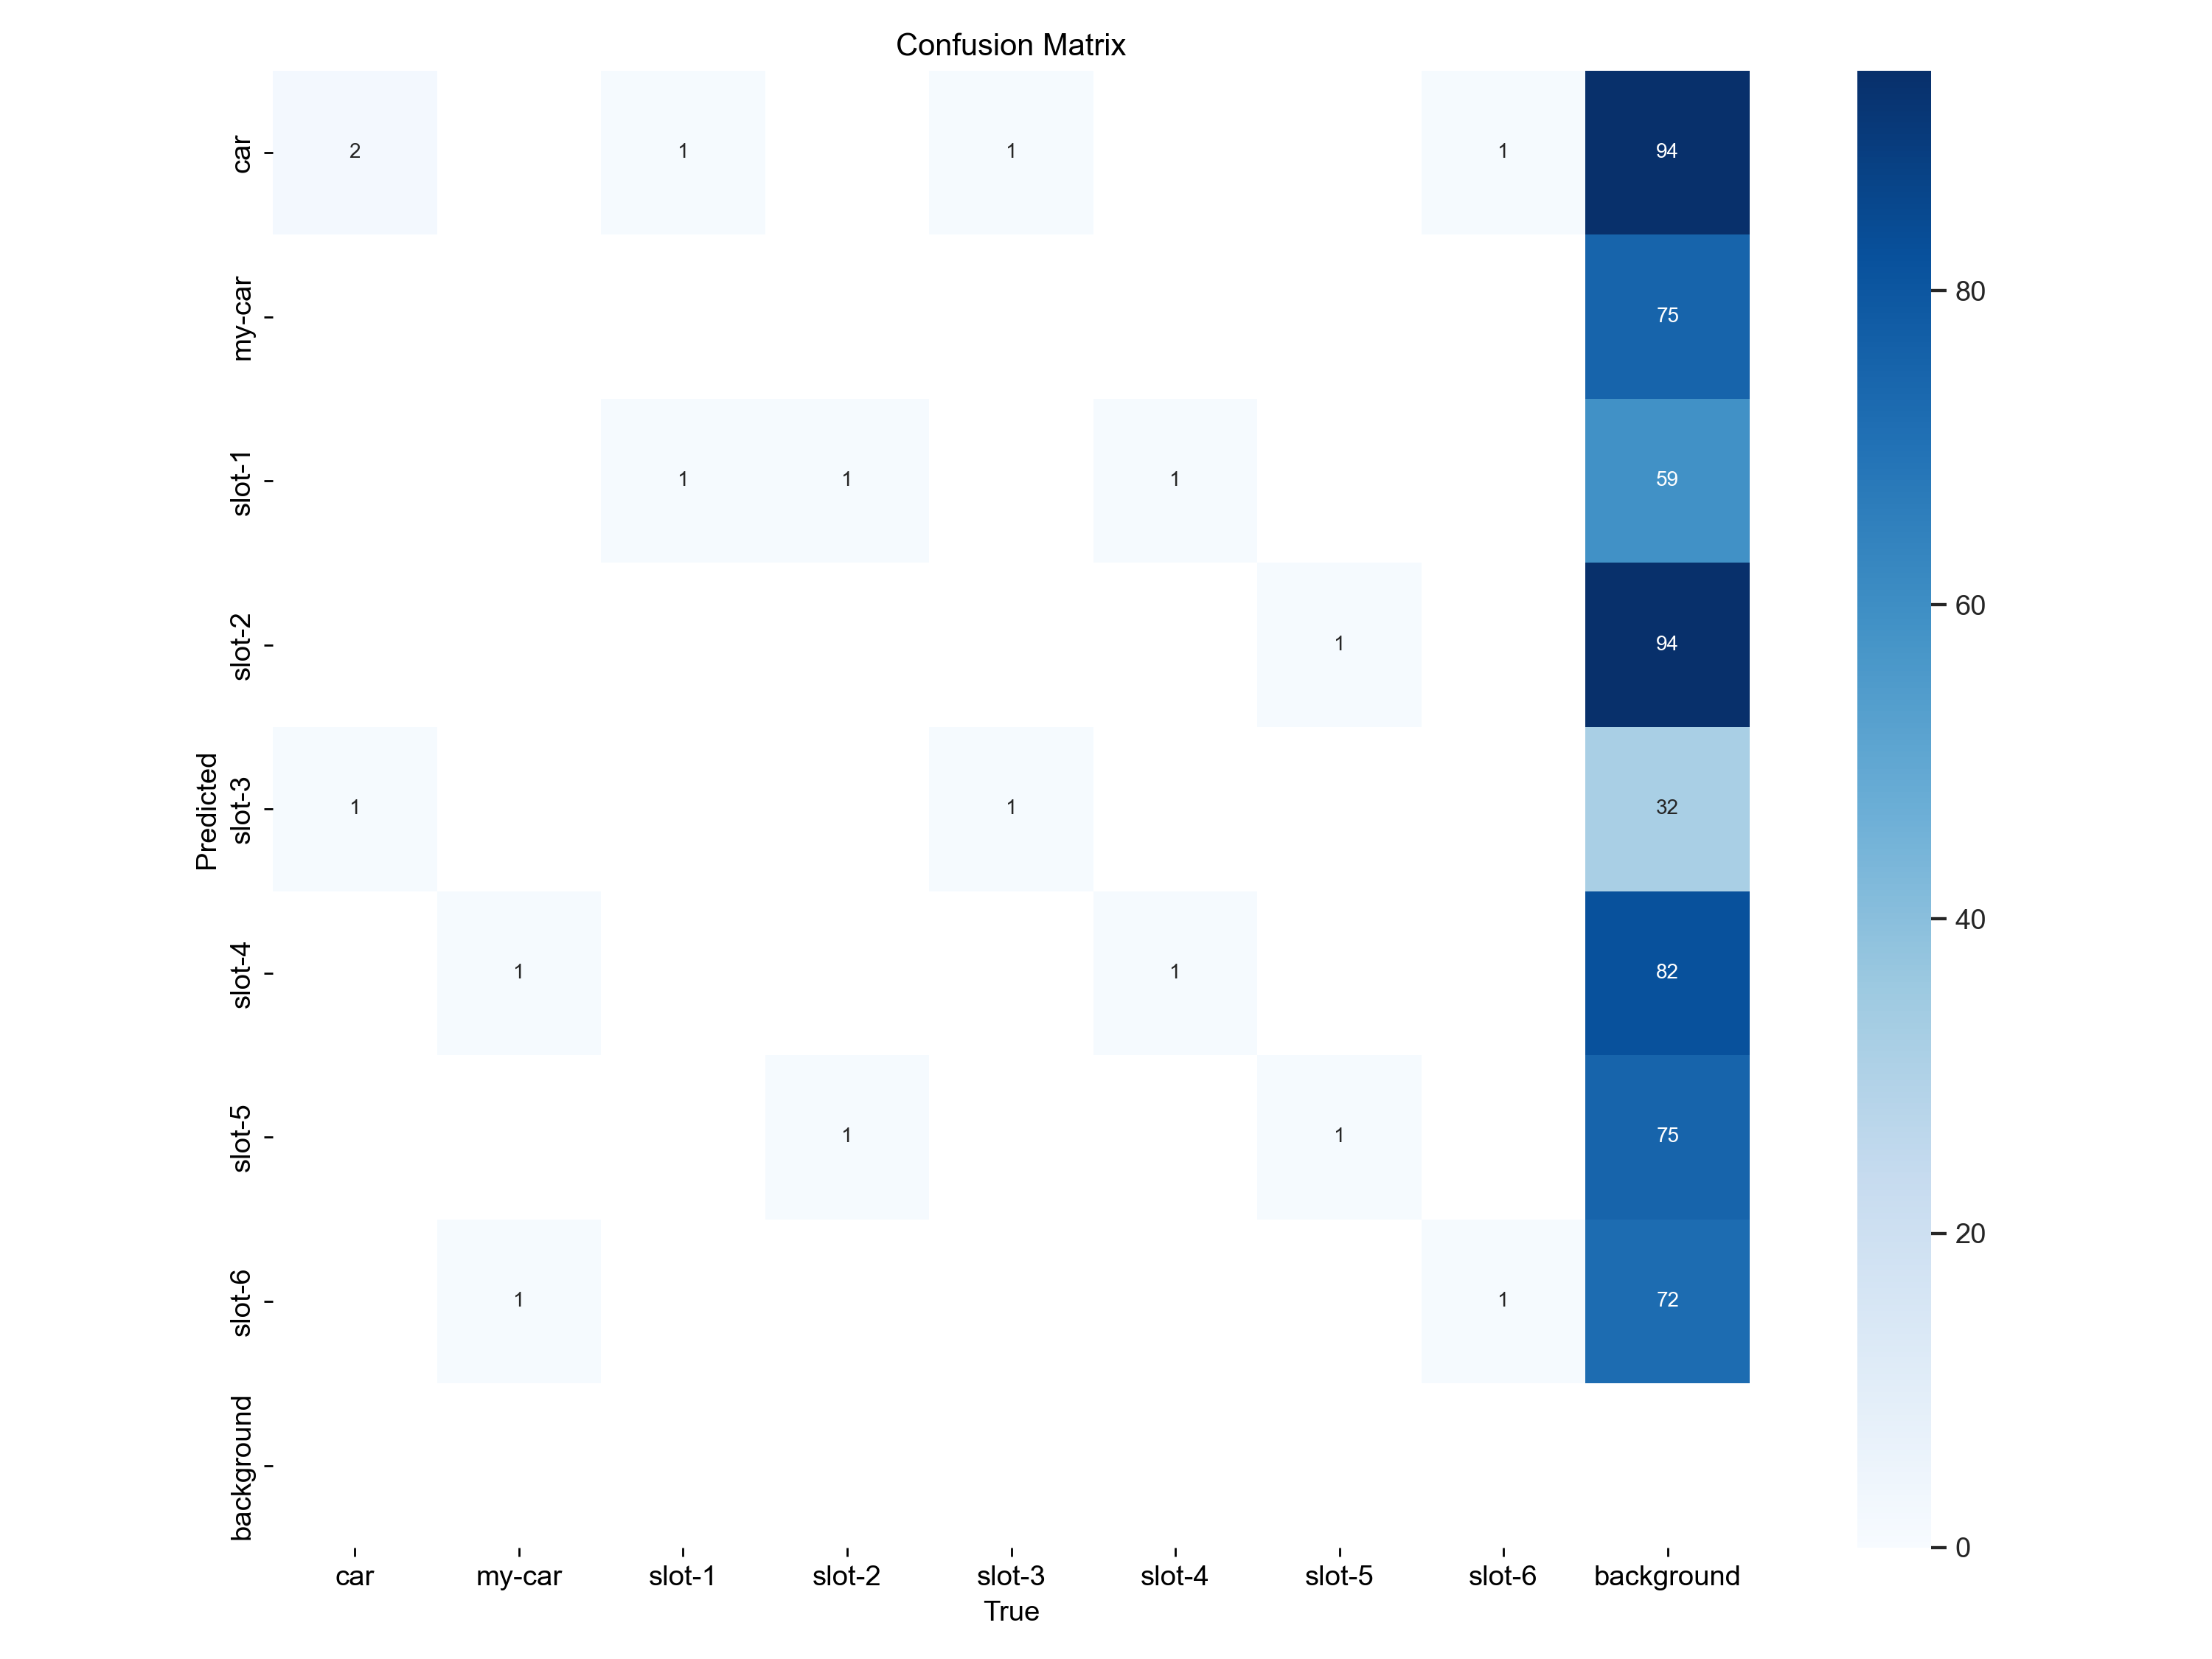 Confusion Matrix
car
2
1
1
1
94
my-car
75
80
slot-1
1
1
1
59
60
slot-2
1
94
Predicted
slot-3
1
1
32
40
slot-4
1
1
82
slot-5
1
1
75
20
slot-6
1
1
72
background
0
car my-car slot-1 slot-2 slot-3 slot-4 slot-5 slot-6 background
True